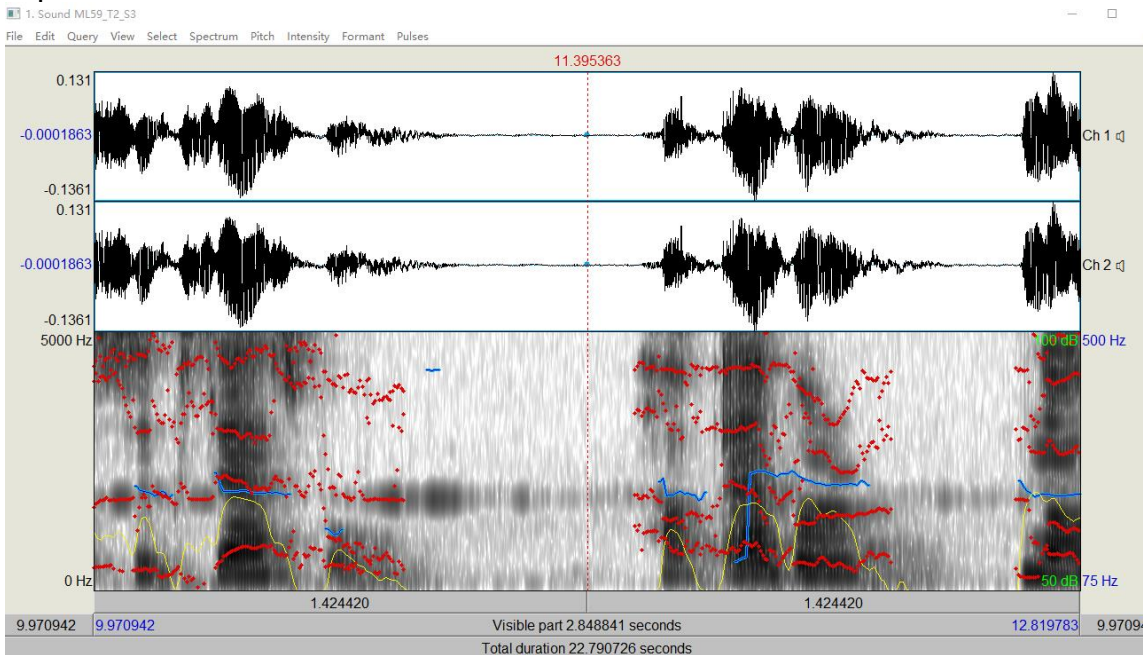 1. Sound ML59_T2_S3
File Edit Query View Select Spectrum Pitch Intensity Formant Pulses
11.395363
0.131
-0.0001863
-0.1361
Ch 1
0.131
-0.0001863
-0.1361
Ch 2
5000 Hz
100 dB 500 Hz
0 Hz
50 dB 75 Hz
1.424420 1.424420
9.970942 9.970942 Visible part 2.848841 seconds 12.819783 9.9709
Total duration 22.790726 seconds